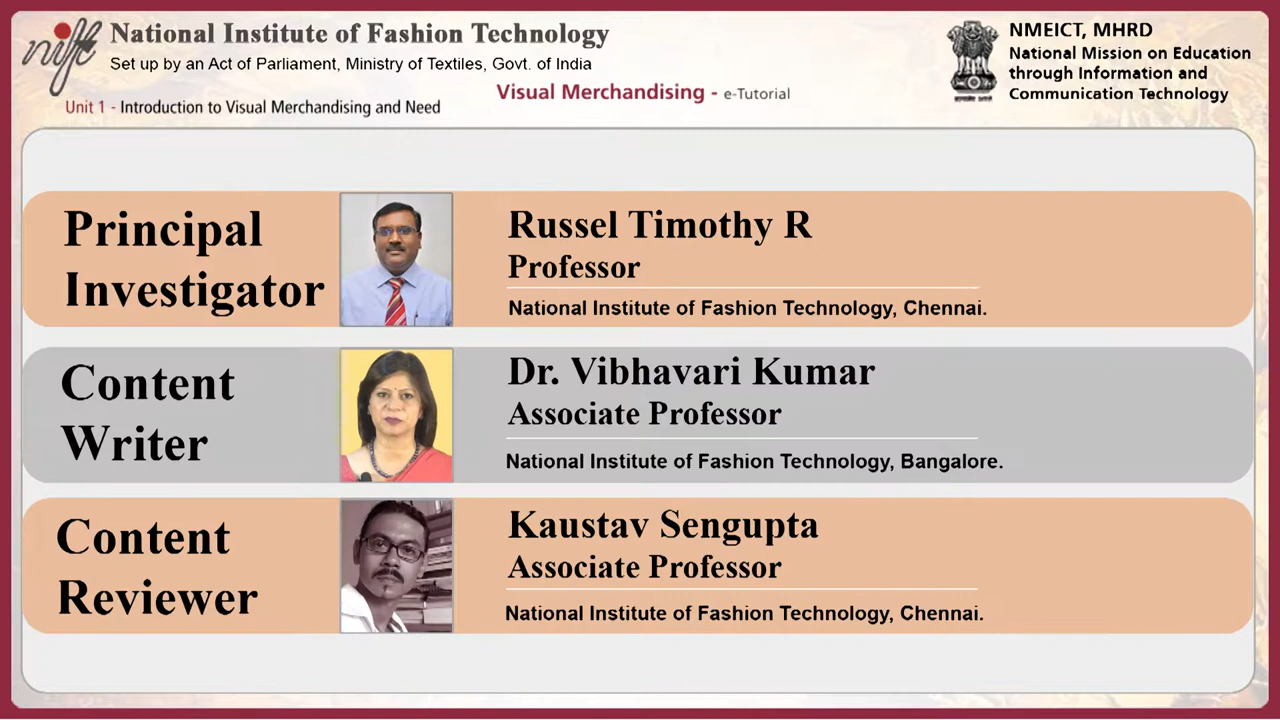 nift
National Institute of Fashion Technology
Set up by an Act of Parliament, Ministry of Textiles, Govt. of India
Visual Merchandising - e-Tutorial
Unit 1 - Introduction to Visual Merchandising and Need
NMEICT, MHRD
National Mission on Education
through Information and
Communication Technology
Principal
Investigator
Russel Timothy R
Professor
National Institute of Fashion Technology, Chennai.
Content
Writer
Dr. Vibhavari Kumar
Associate Professor
National Institute of Fashion Technology, Bangalore.
Content
Reviewer
Kaustav Sengupta
Associate Professor
National Institute of Fashion Technology, Chennai.